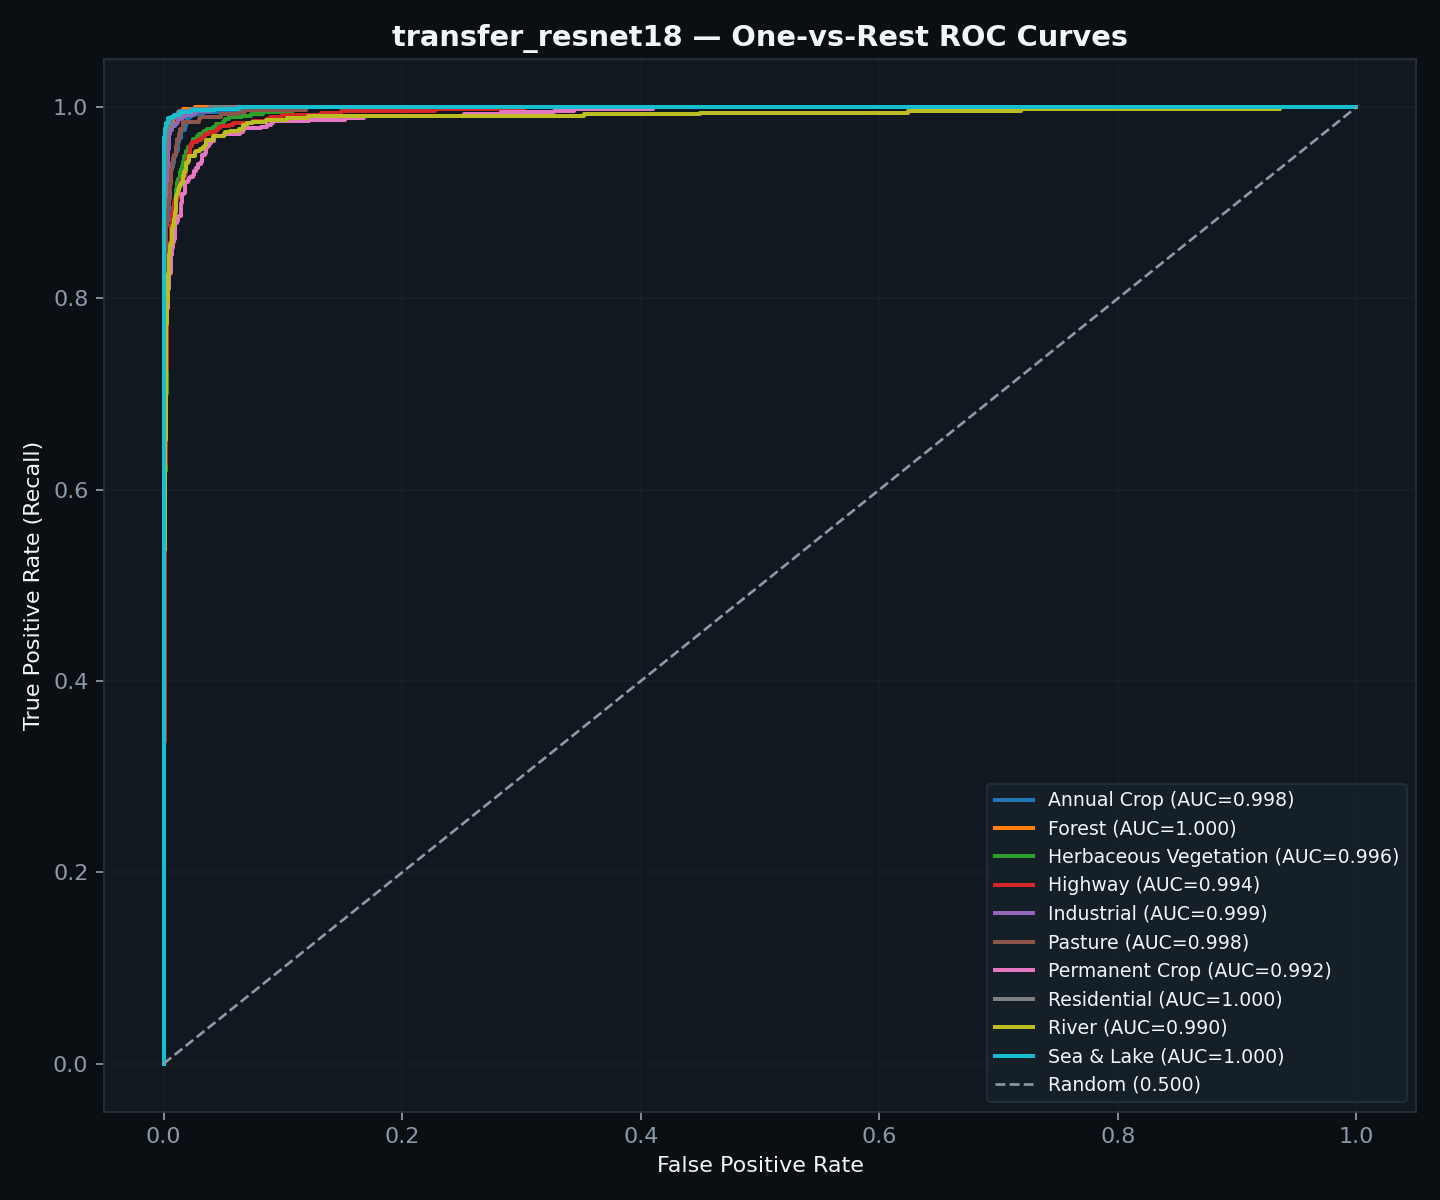 transfer_resnet18 — One-vs-Rest ROC Curves
True Positive Rate (Recall)
1.0
0.8
0.6
0.4
0.2
0.0
0.0
0.2
0.4
0.6
0.8
1.0
False Positive Rate
Annual Crop (AUC=0.998)
Forest (AUC=1.000)
Herbaceous Vegetation (AUC=0.996)
Highway (AUC=0.994)
Industrial (AUC=0.999)
Pasture (AUC=0.998)
Permanent Crop (AUC=0.992)
Residential (AUC=1.000)
River (AUC=0.990)
Sea & Lake (AUC=1.000)
Random (0.500)